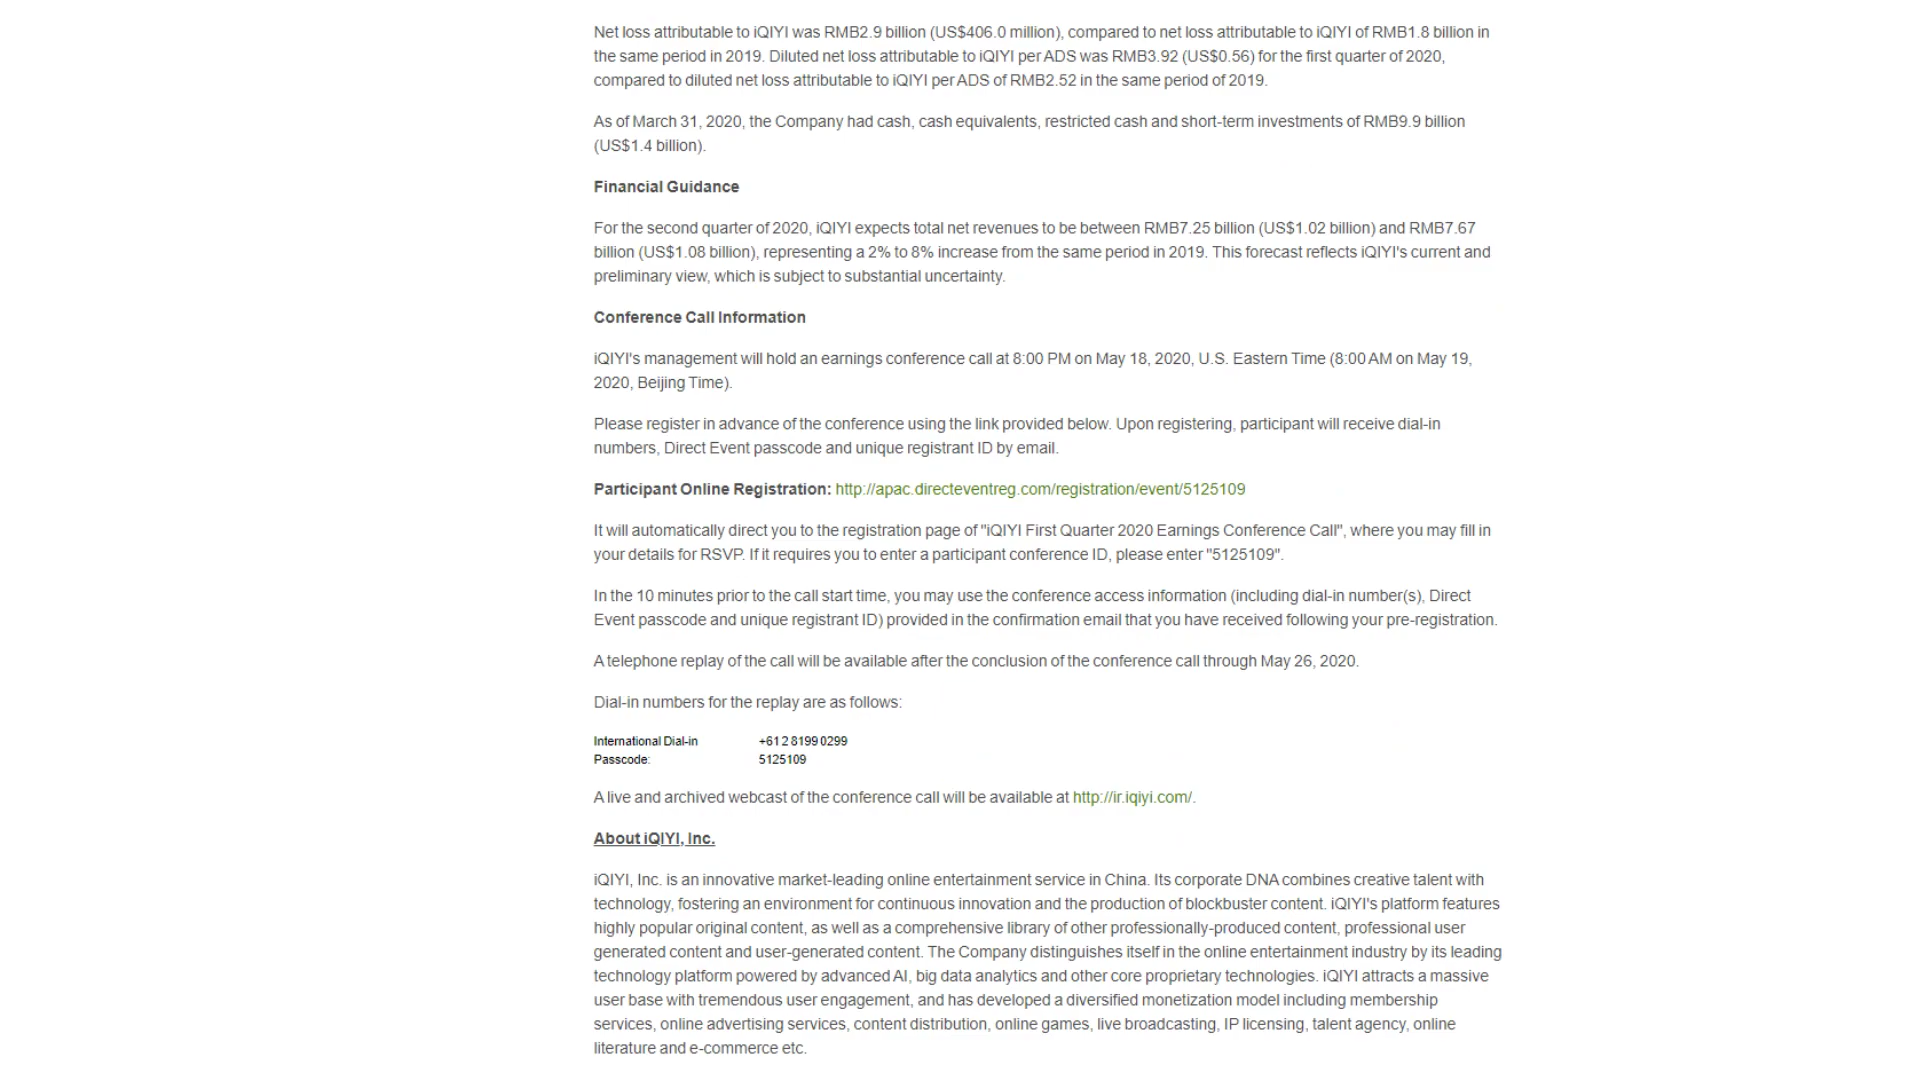 Net loss attributable to iQIYI was RMB2.9 billion (US$406.0 million), compared to net loss attributable to iQIYI of RMB1.8 billion in
the same period in 2019. Diluted net loss attributable to iQIYI per ADS was RMB3.92 (US$0.56) for the first quarter of 2020,
compared to diluted net loss attributable to iQIYI per ADS of RMB2.52 in the same period of 2019.
As of March 31, 2020, the Company had cash, cash equivalents, restricted cash and short-term investments of RMB9.9 billion
(US$1.4 billion).
Financial Guidance
For the second quarter of 2020, iQIYI expects total net revenues to be between RMB7.25 billion (US$1.02 billion) and RMB7.67
billion (US$1.08 billion), representing a 2% to 8% increase from the same period in 2019. This forecast reflects iQIYI's current and
preliminary view, which is subject to substantial uncertainty.
Conference Call Information
iQIYI's management will hold an earnings conference call at 8:00 PM on May 18, 2020, U.S. Eastern Time (8:00 AM on May 19,
2020, Beijing Time).
Please register in advance of the conference using the link provided below. Upon registering, participant will receive dial-in
numbers, Direct Event passcode and unique registrant ID by email.
Participant Online Registration: http://apac.directeventreg.com/registration/event/5125109
It will automatically direct you to the registration page of "iQIYI First Quarter 2020 Earnings Conference Call", where you may fill in
your details for RSVP. If it requires you to enter a participant conference ID, please enter "5125109".
In the 10 minutes prior to the call start time, you may use the conference access information (including dial-in number(s), Direct
Event passcode and unique registrant ID) provided in the confirmation email that you have received following your pre-registration.
A telephone replay of the call will be available after the conclusion of the conference call through May 26, 2020.
Dial-in numbers for the replay are as follows:
International Dial-in +61 2 8199 0299
Passcode: 5125109
A live and archived webcast of the conference call will be available at http://ir.iqiyi.com/.
About iQIYI, Inc.
iQIYI, Inc. is an innovative market-leading online entertainment service in China. Its corporate DNA combines creative talent with
technology, fostering an environment for continuous innovation and the production of blockbuster content. iQIYI's platform features
highly popular original content, as well as a comprehensive library of other professionally-produced content, professional user
generated content and user-generated content. The Company distinguishes itself in the online entertainment industry by its leading
technology platform powered by advanced AI, big data analytics and other core proprietary technologies. iQIYI attracts a massive
user base with tremendous user engagement, and has developed a diversified monetization model including membership
services, online advertising services, content distribution, online games, live broadcasting, IP licensing, talent agency, online
literature and e-commerce etc.